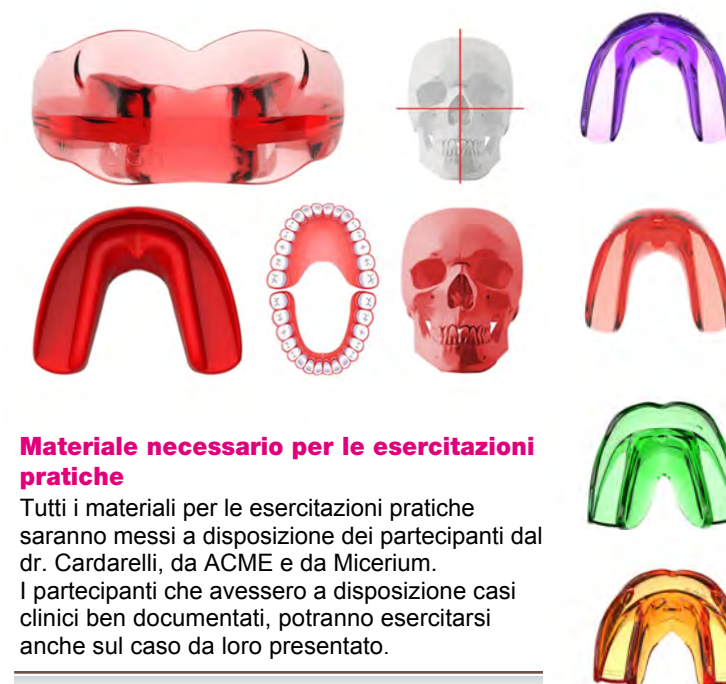 Materiale necessario per le esercitazioni
pratiche
Tutti i materiali per le esercitazioni pratiche
saranno messi a disposizione dei partecipanti dal
dr. Cardarelli, da ACME e da Micerium.
I partecipanti che avessero a disposizione casi
clinici ben documentati, potranno esercitarsi
anche sul caso da loro presentato.